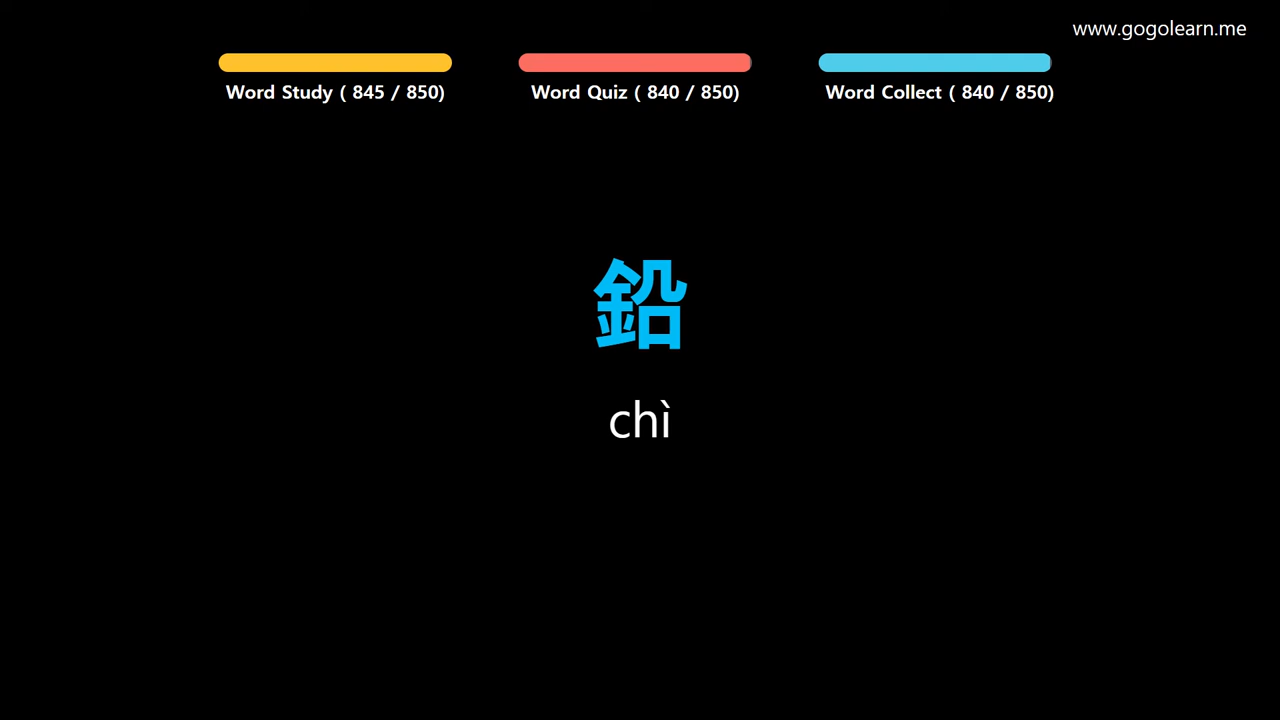 www.gogolearn.me
Word Study ( 845 / 850)
Word Quiz ( 840 / 850)
Word Collect ( 840 / 850)
鉛
chì